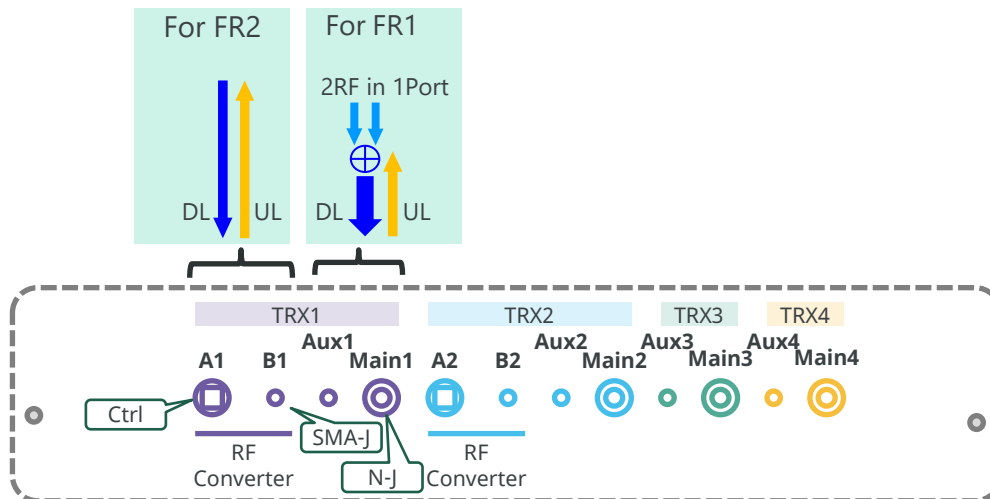 For FR2
For FR1
2RF in 1Port
DL
UL
DL
UL
TRX1
TRX2
TRX3
TRX4
Aux1
Aux2
Aux3
Aux4
A1
B1
Main1
A2
B2
Main2
Main3
Main4
Ctrl
SMA-J
N-J
RF
Converter
RF
Converter